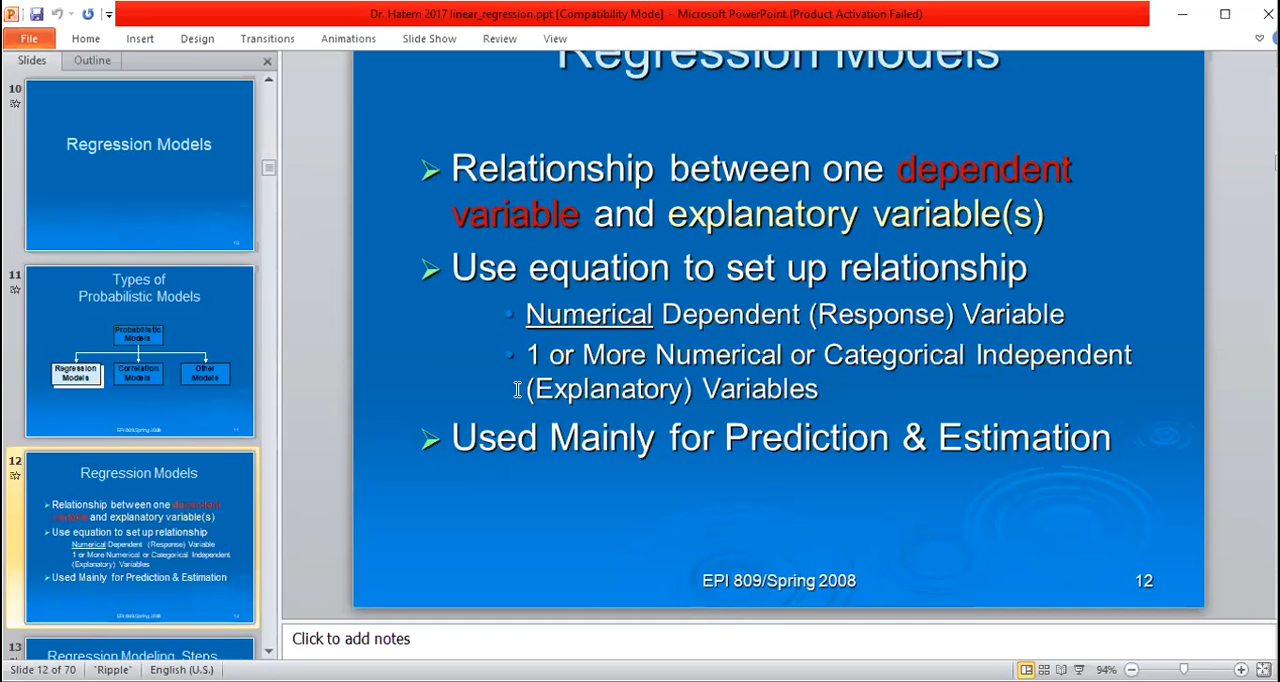 Dr. Hatem 2017 linear_regression.ppt [Compatibility Mode] - Microsoft PowerPoint (Product Activation Failed)
File Home Insert Design Transitions Animations Slide Show Review View
Slides Outline
10
Regression Models
10
11
Types of
Probabilistic Models
Probabilistic
Models
Regression
Models
Correlation
Models
Other
Models
EPI 809/Spring 2008
11
12
Regression Models
Relationship between one dependent
variable and explanatory variable(s)
Use equation to set up relationship
Numerical Dependent (Response) Variable
1 or More Numerical or Categorical Independent
(Explanatory) Variables
Used Mainly for Prediction & Estimation
EPI 809/Spring 2008
12
13
Regression Modeling Steps
Regression Models
Relationship between one dependent
variable and explanatory variable(s)
Use equation to set up relationship
Numerical Dependent (Response) Variable
1 or More Numerical or Categorical Independent
(Explanatory) Variables
Used Mainly for Prediction & Estimation
EPI 809/Spring 2008
12
Click to add notes
Slide 12 of 70 "Ripple" English (U.S.) 94%